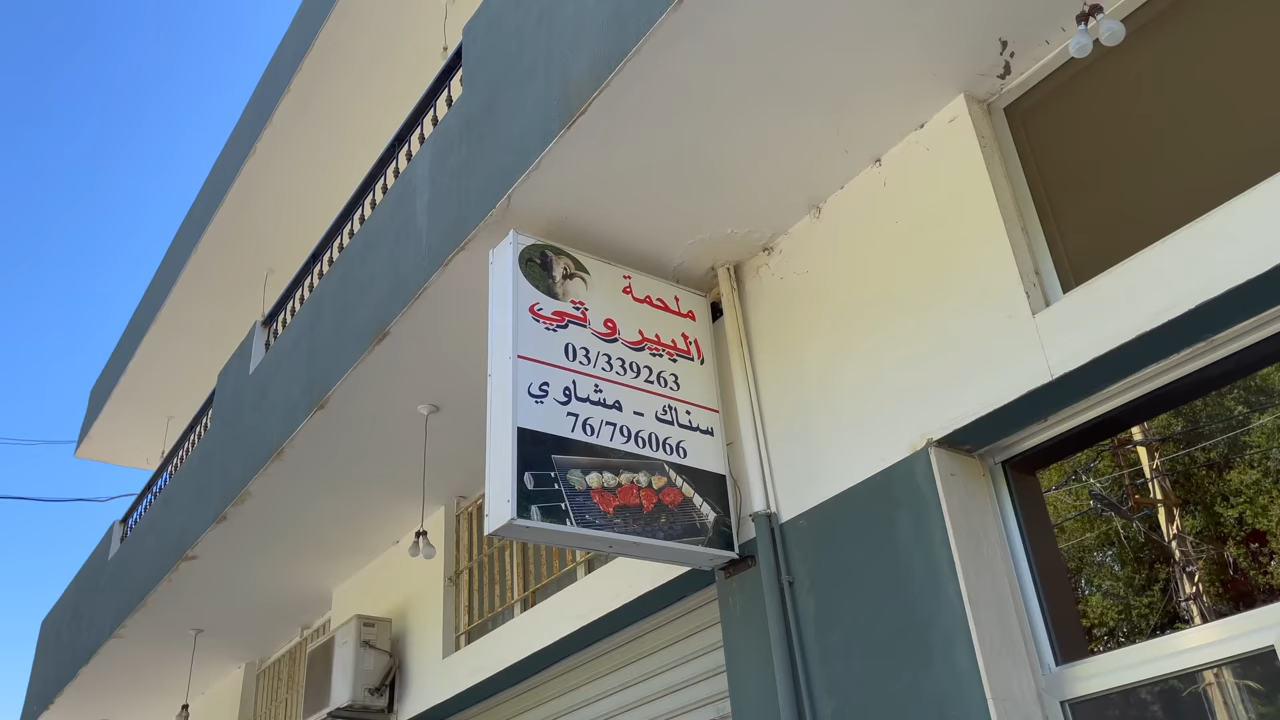 ملحمة
البيروتي
03/339263
سناك - مشاوي
76/796066